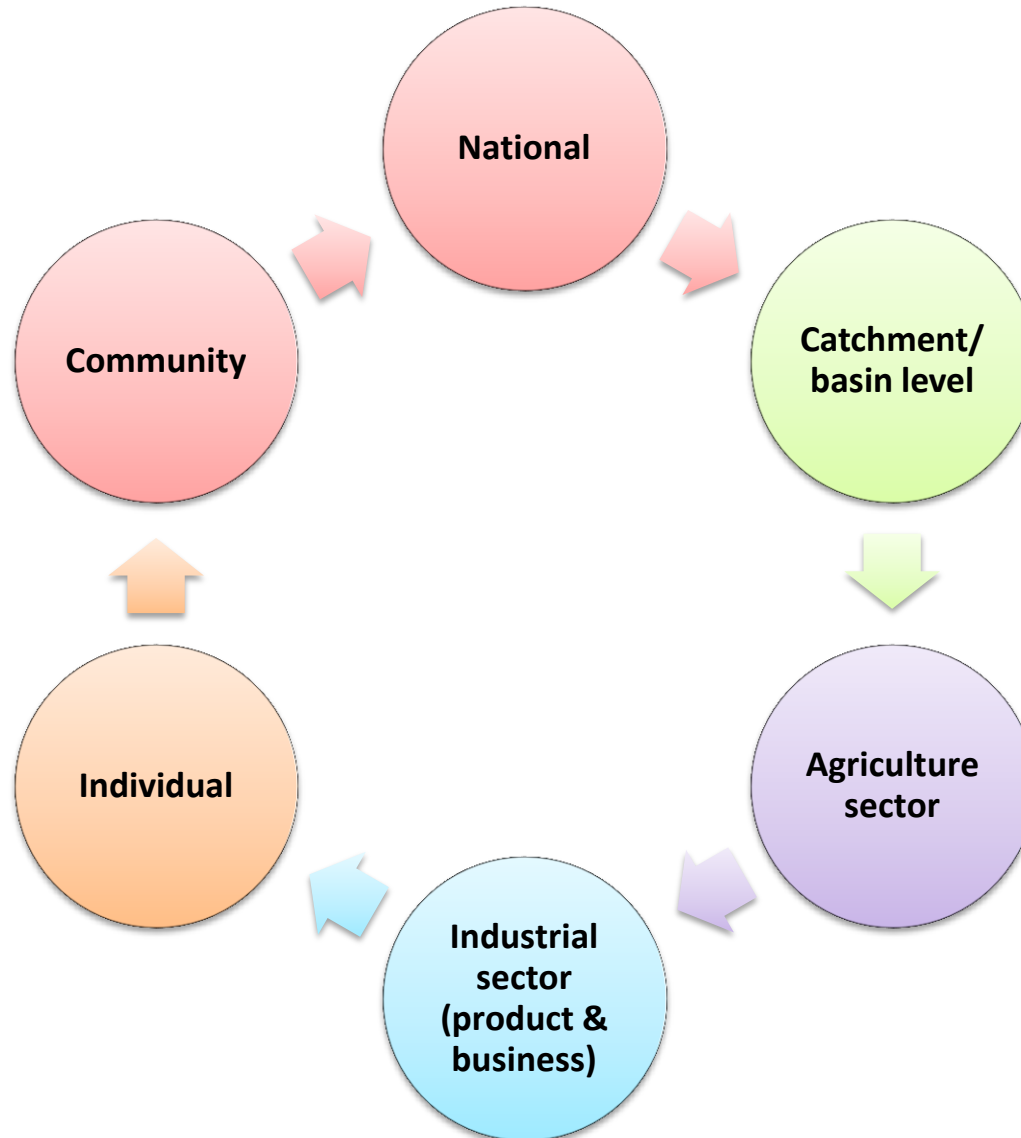 National
Catchment/
basin level
Agriculture
sector
Industrial
sector
(product &
business)
Individual
Community